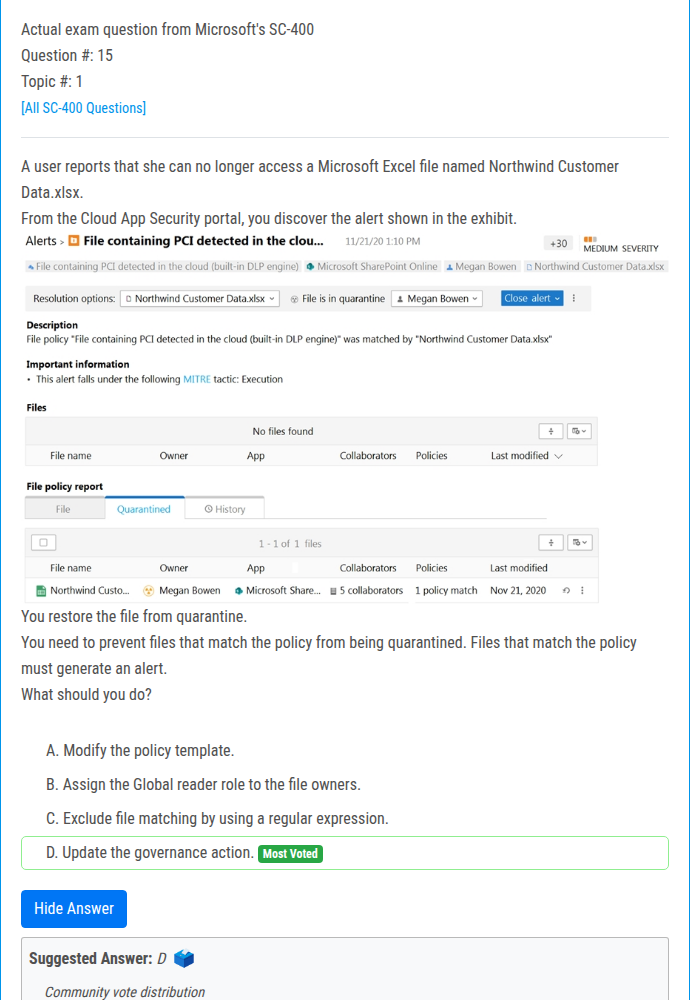 Actual exam question from Microsoft's SC-400
Question #: 15
Topic #: 1
[All SC-400 Questions]
A user reports that she can no longer access a Microsoft Excel file named Northwind Customer
Data.xlsx.
From the Cloud App Security portal, you discover the alert shown in the exhibit.
Alerts > File containing PCI detected in the clou... 11/21/20 1:10 PM +30 MEDIUM SEVERITY
File containing PCI detected in the cloud (built-in DLP engine) Microsoft SharePoint Online Megan Bowen Northwind Customer Data.xlsx
Resolution options: Northwind Customer Data.xlsx File is in quarantine Megan Bowen Close alert
Description
File policy "File containing PCI detected in the cloud (built-in DLP engine)" was matched by "Northwind Customer Data.xlsx"
Important information
• This alert falls under the following MITRE tactic: Execution
Files
No files found
File name Owner App Collaborators Policies Last modified
File policy report
File Quarantined History
1 - 1 of 1 files
File name Owner App Collaborators Policies Last modified
Northwind Custo... Megan Bowen Microsoft Share... 5 collaborators 1 policy match Nov 21, 2020
You restore the file from quarantine.
You need to prevent files that match the policy from being quarantined. Files that match the policy
must generate an alert.
What should you do?
A. Modify the policy template.
B. Assign the Global reader role to the file owners.
C. Exclude file matching by using a regular expression.
D. Update the governance action. Most Voted
Hide Answer
Suggested Answer: D
Community vote distribution